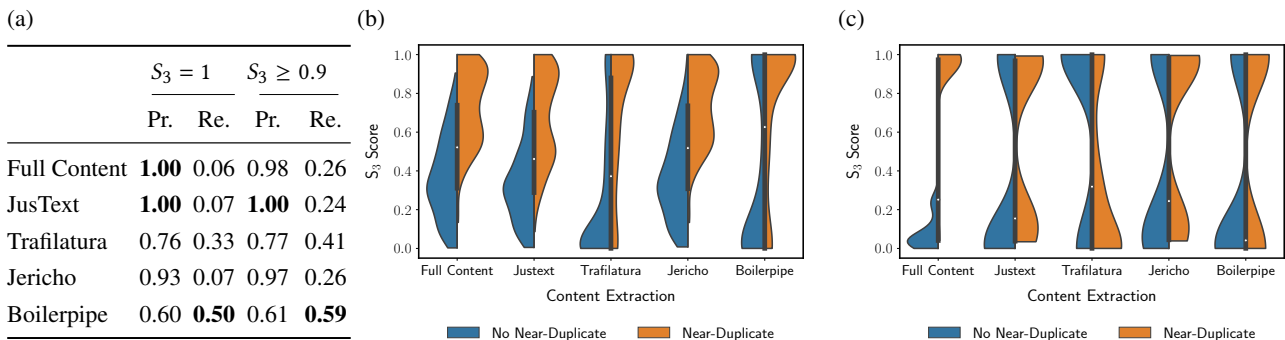 (a)
S₃ = 1 S₃ ≥ 0.9
Pr. Re. Pr. Re.
Full Content 1.00 0.06 0.98 0.26
JusText 1.00 0.07 1.00 0.24
Trafilatura 0.76 0.33 0.77 0.41
Jericho 0.93 0.07 0.97 0.26
Boilerpipe 0.60 0.50 0.61 0.59
(b)
S₃ Score
1.0
0.8
0.6
0.4
0.2
0.0
Full Content Justext Trafilatura Jericho Boilerpipe
Content Extraction
No Near-Duplicate Near-Duplicate
(c)
S₃ Score
1.0
0.8
0.6
0.4
0.2
0.0
Full Content Justext Trafilatura Jericho Boilerpipe
Content Extraction
No Near-Duplicate Near-Duplicate